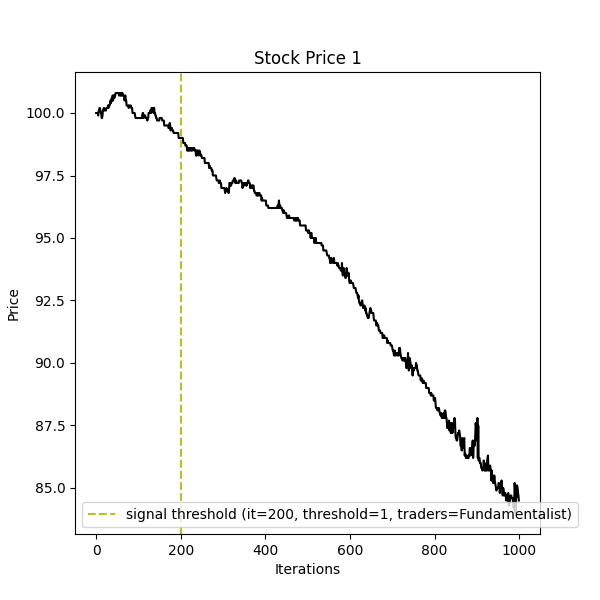 Stock Price 1
100.0
97.5
95.0
92.5
90.0
87.5
85.0
Price
signal threshold (it=200, threshold=1, traders=Fundamentalist)
0 200 400 600 800 1000
Iterations